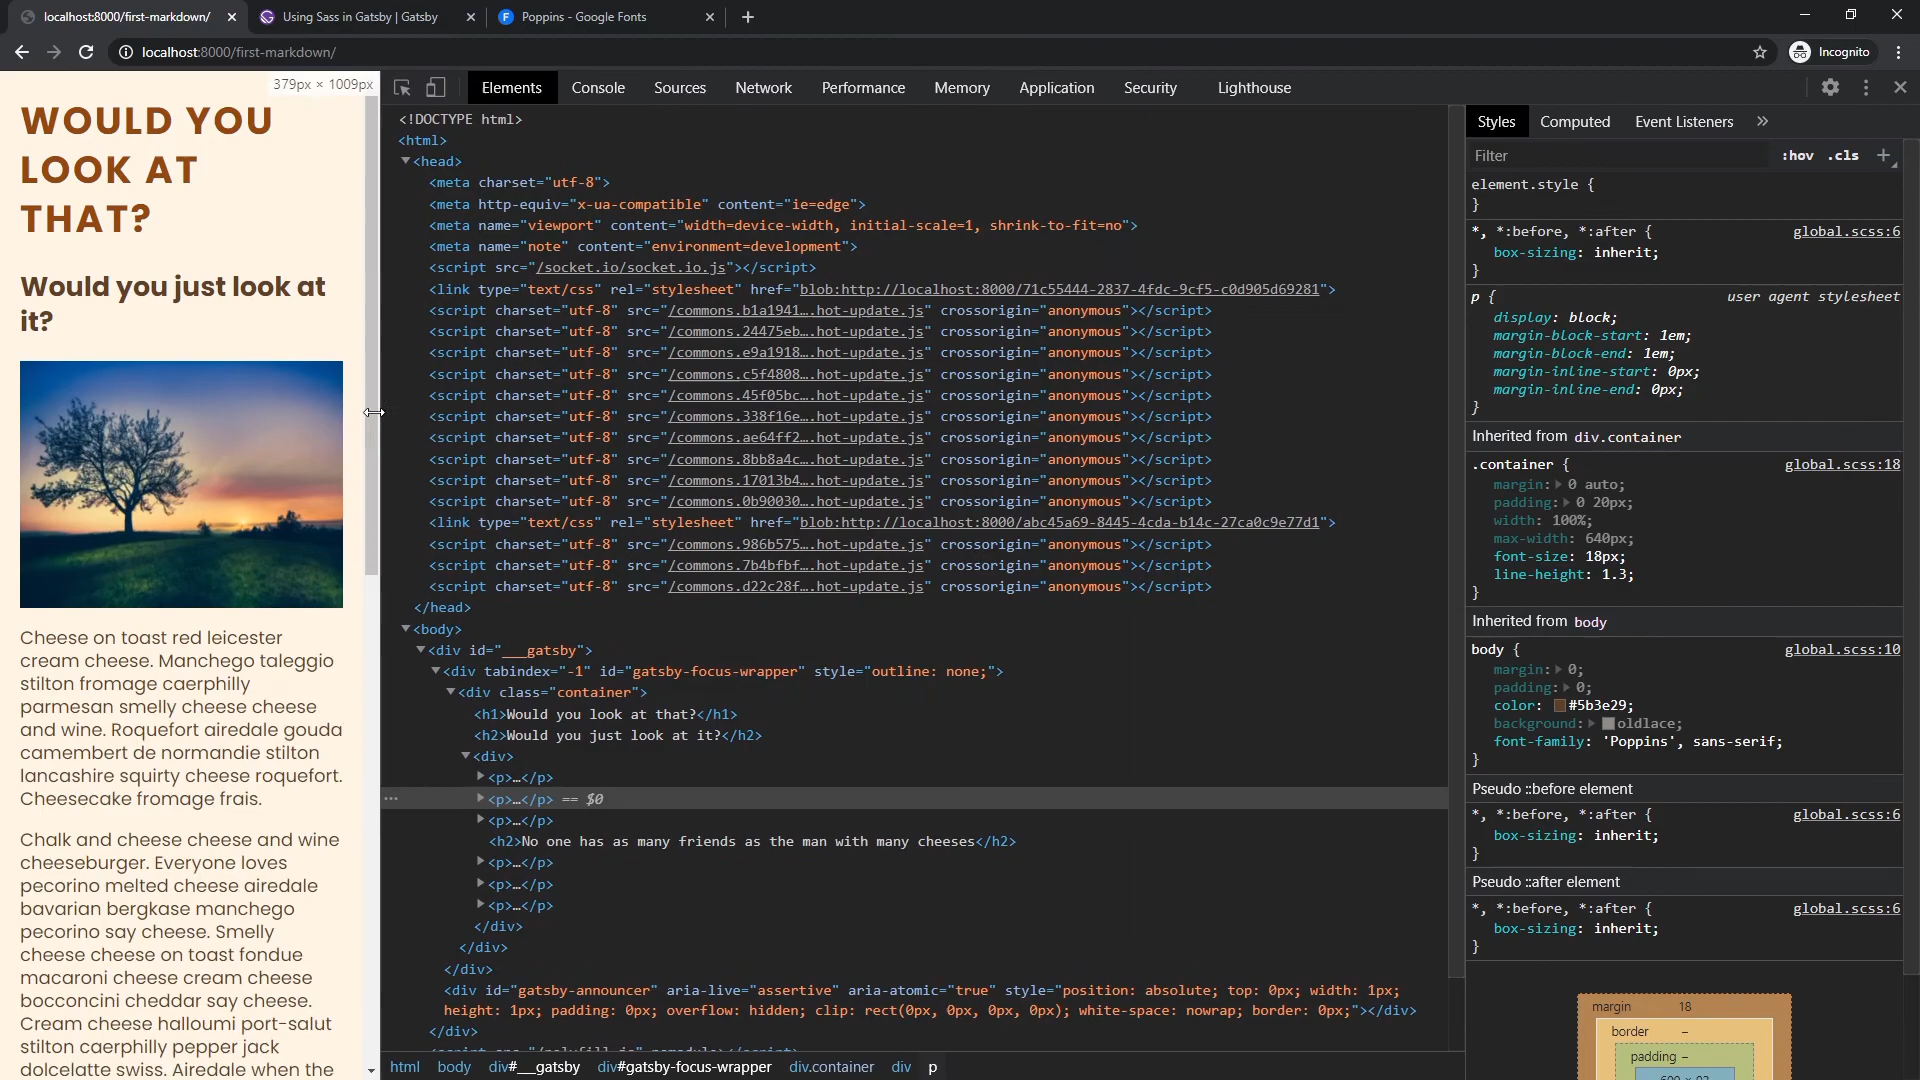 localhost:8000/first-markdown/
Using Sass in Gatsby | Gatsby
Poppins - Google Fonts
localhost:8000/first-markdown/
Incognito
379px × 1009px
Elements Console Sources Network Performance Memory Application Security Lighthouse
WOULD YOU
LOOK AT
THAT?
Would you just look at
it?
Cheese on toast red leicester
cream cheese. Manchego taleggio
stilton fromage caerphilly
parmesan smelly cheese cheese
and wine. Roquefort airedale gouda
camembert de normandie stilton
lancashire squirty cheese roquefort.
Cheesecake fromage frais.
Chalk and cheese cheese and wine
cheeseburger. Everyone loves
pecorino melted cheese airedale
bavarian bergkase manchego
pecorino say cheese. Smelly
cheese cheese on toast fondue
macaroni cheese cream cheese
bocconcini cheddar say cheese.
Cream cheese halloumi port-salut
stilton caerphilly pepper jack
dolcelatte swiss. Airedale when the
<!DOCTYPE html>
<html>
<head>
<meta charset="utf-8">
<meta http-equiv="x-ua-compatible" content="ie=edge">
<meta name="viewport" content="width=device-width, initial-scale=1, shrink-to-fit=no">
<meta name="note" content="environment=development">
<script src="/socket.io/socket.io.js"></script>
<link type="text/css" rel="stylesheet" href="blob:http://localhost:8000/71c55444-2837-4fdc-9cf5-c0d905d69281">
<script charset="utf-8" src="/commons.b1a1941….hot-update.js" crossorigin="anonymous"></script>
<script charset="utf-8" src="/commons.24475eb….hot-update.js" crossorigin="anonymous"></script>
<script charset="utf-8" src="/commons.e9a1918….hot-update.js" crossorigin="anonymous"></script>
<script charset="utf-8" src="/commons.c5f4808….hot-update.js" crossorigin="anonymous"></script>
<script charset="utf-8" src="/commons.45f05bc….hot-update.js" crossorigin="anonymous"></script>
<script charset="utf-8" src="/commons.338f16e….hot-update.js" crossorigin="anonymous"></script>
<script charset="utf-8" src="/commons.ae64ff2….hot-update.js" crossorigin="anonymous"></script>
<script charset="utf-8" src="/commons.8bb8a4c….hot-update.js" crossorigin="anonymous"></script>
<script charset="utf-8" src="/commons.17013b4….hot-update.js" crossorigin="anonymous"></script>
<script charset="utf-8" src="/commons.0b90030….hot-update.js" crossorigin="anonymous"></script>
<link type="text/css" rel="stylesheet" href="blob:http://localhost:8000/abc45a69-8445-4cda-b14c-27ca0c9e77d1">
<script charset="utf-8" src="/commons.986b575….hot-update.js" crossorigin="anonymous"></script>
<script charset="utf-8" src="/commons.7b4bfbf….hot-update.js" crossorigin="anonymous"></script>
<script charset="utf-8" src="/commons.d22c28f….hot-update.js" crossorigin="anonymous"></script>
</head>
<body>
<div id="___gatsby">
<div tabindex="-1" id="gatsby-focus-wrapper" style="outline: none;">
<div class="container">
<h1>Would you look at that?</h1>
<h2>Would you just look at it?</h2>
<div>
<p>…</p>
<p>…</p> == $0
<p>…</p>
<h2>No one has as many friends as the man with many cheeses</h2>
<p>…</p>
<p>…</p>
<p>…</p>
</div>
</div>
</div>
<div id="gatsby-announcer" aria-live="assertive" aria-atomic="true" style="position: absolute; top: 0px; width: 1px;
height: 1px; padding: 0px; overflow: hidden; clip: rect(0px, 0px, 0px, 0px); white-space: nowrap; border: 0px;"></div>
</div>
html body div#___gatsby div#gatsby-focus-wrapper div.container div p
Styles Computed Event Listeners »
Filter :hov .cls +
element.style {
}
*, *:before, *:after { global.scss:6
box-sizing: inherit;
}
p { user agent stylesheet
display: block;
margin-block-start: 1em;
margin-block-end: 1em;
margin-inline-start: 0px;
margin-inline-end: 0px;
}
Inherited from div.container
.container { global.scss:18
margin: 0 auto;
padding: 0 20px;
width: 100%;
max-width: 640px;
font-size: 18px;
line-height: 1.3;
}
Inherited from body
body { global.scss:10
margin: 0;
padding: 0;
color: #5b3e29;
background: oldlace;
font-family: 'Poppins', sans-serif;
}
Pseudo ::before element
*, *:before, *:after { global.scss:6
box-sizing: inherit;
}
Pseudo ::after element
*, *:before, *:after { global.scss:6
box-sizing: inherit;
}
margin 18
border –
padding –